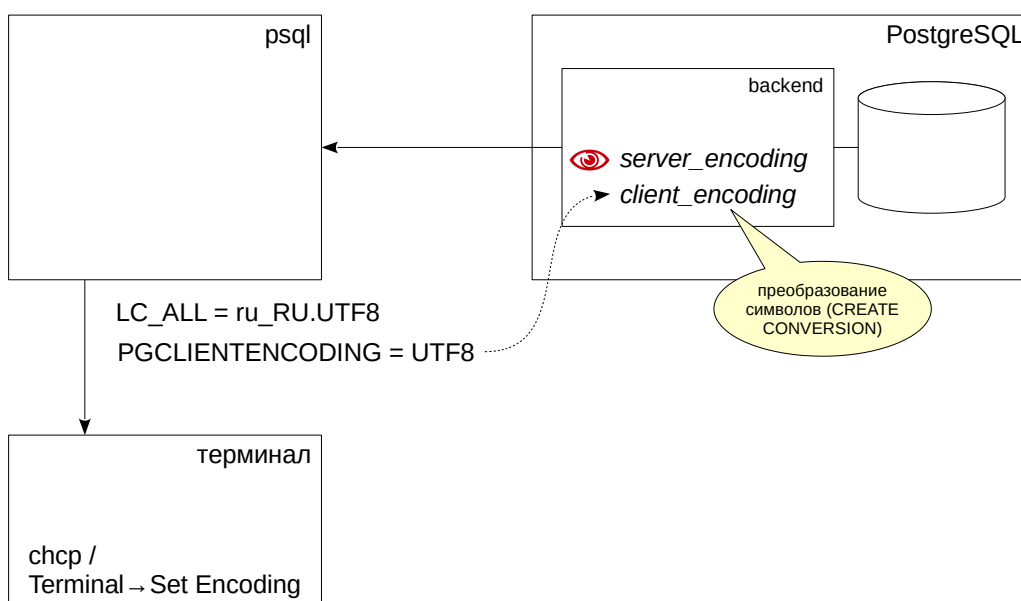 psql
PostgreSQL
backend
server_encoding
client_encoding
преобразование
символов (CREATE
CONVERSION)
LC_ALL = ru_RU.UTF8
PGCLIENTENCODING = UTF8
терминал
chcp /
Terminal→Set Encoding